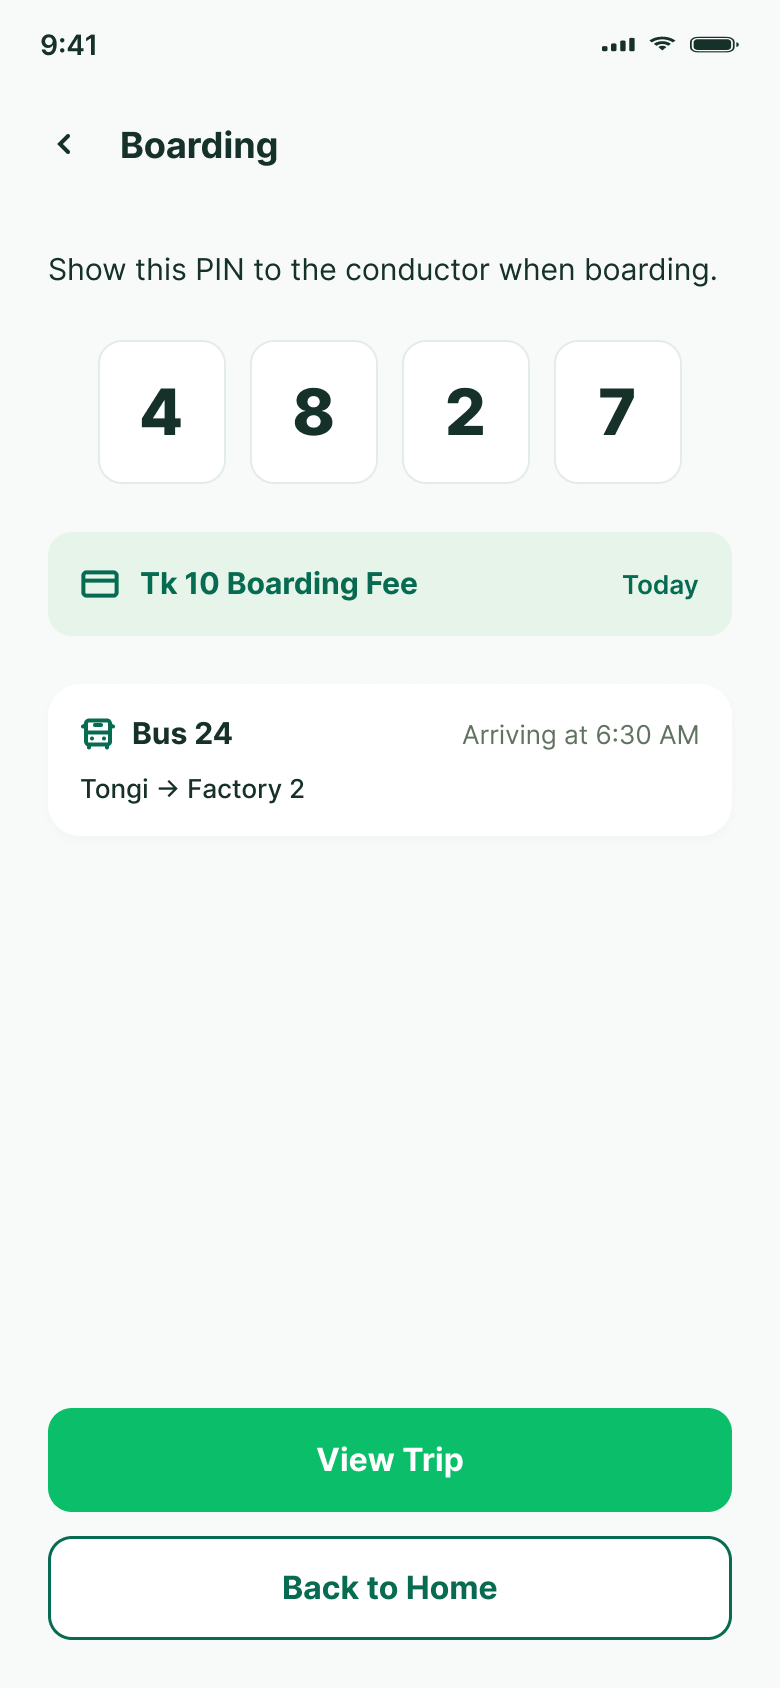 9:41
Boarding
Show this PIN to the conductor when boarding.
4 8 2 7
Tk 10 Boarding Fee Today
Bus 24 Arriving at 6:30 AM
Tongi → Factory 2
View Trip
Back to Home